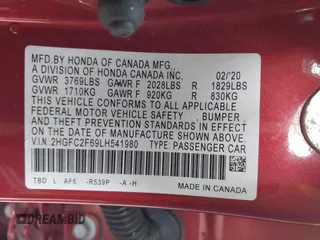 MFD.BY HONDA OF CANADA MFG.,
A DIVISION OF HONDA CANADA INC. 02/'20
GVWR 3769LBS GAWR F 2028LBS R 1829LBS
GVWR 1710KG GAWR F 920KG R 830KG
THIS VEHICLE CONFORMS TO ALL APPLICABLE
FEDERAL MOTOR VEHICLE SAFETY , BUMPER ,
AND THEFT PREVENTION STANDARDS IN EFFECT
ON THE DATE OF MANUFACTURE SHOWN ABOVE.
V.I.N.:2HGFC2F69LH541980 TYPE: PASSENGER CAR
TBD L AF6 -R539P -A -H
MADE IN CANADA
DREAMBID